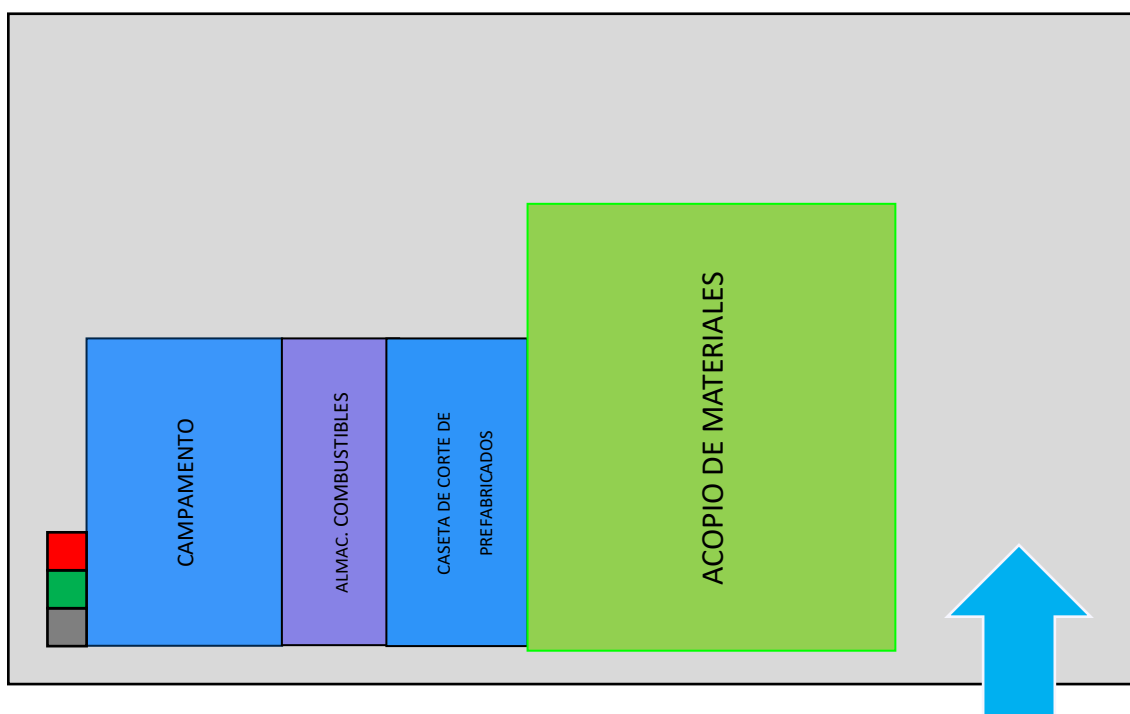 CAMPAMENTO
ALMAC. COMBUSTIBLES
CASETA DE CORTE DE
PREFABRICADOS
ACOPIO DE MATERIALES